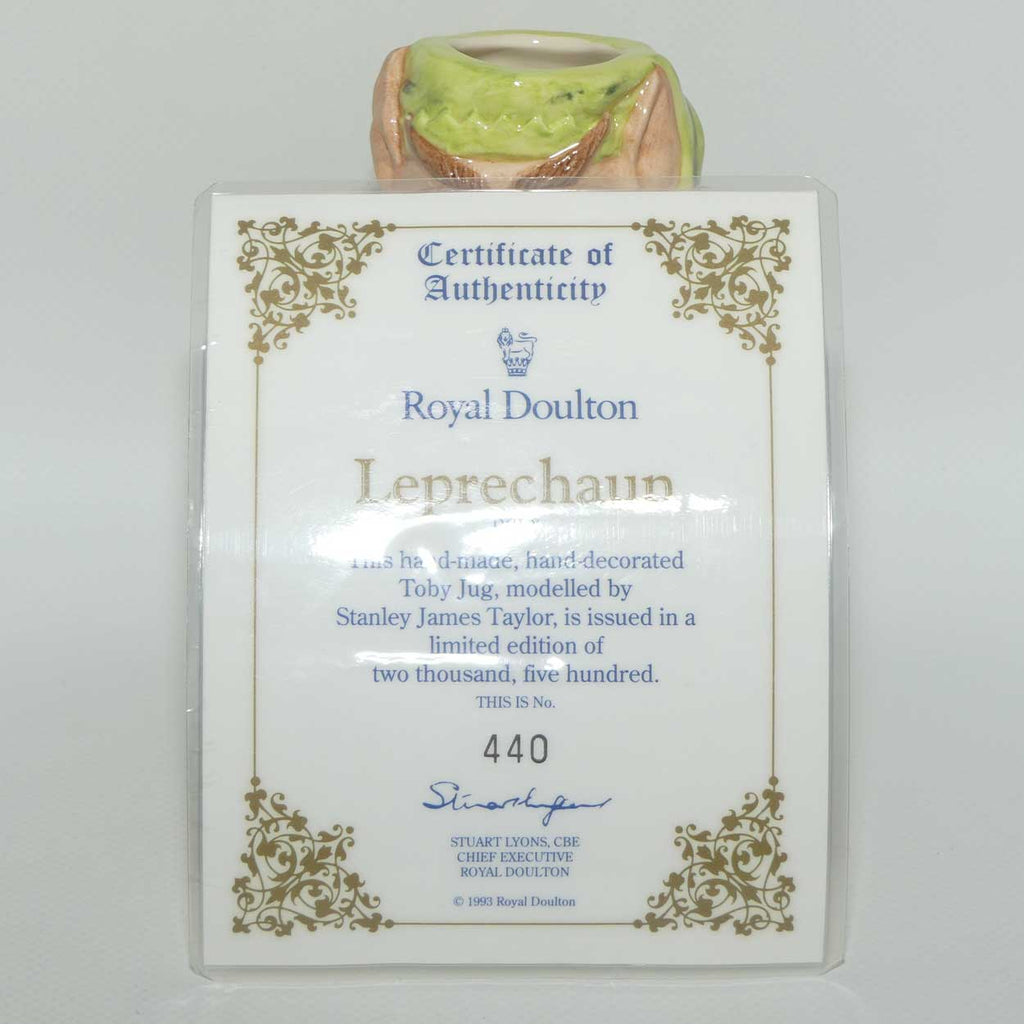 Certificate of
Authenticity
Royal Doulton
Leprechaun
This hand-made, hand-decorated
Toby Jug, modelled by
Stanley James Taylor, is issued in a
limited edition of
two thousand, five hundred.
THIS IS No.
440
STUART LYONS, CBE
CHIEF EXECUTIVE
ROYAL DOULTON
© 1993 Royal Doulton